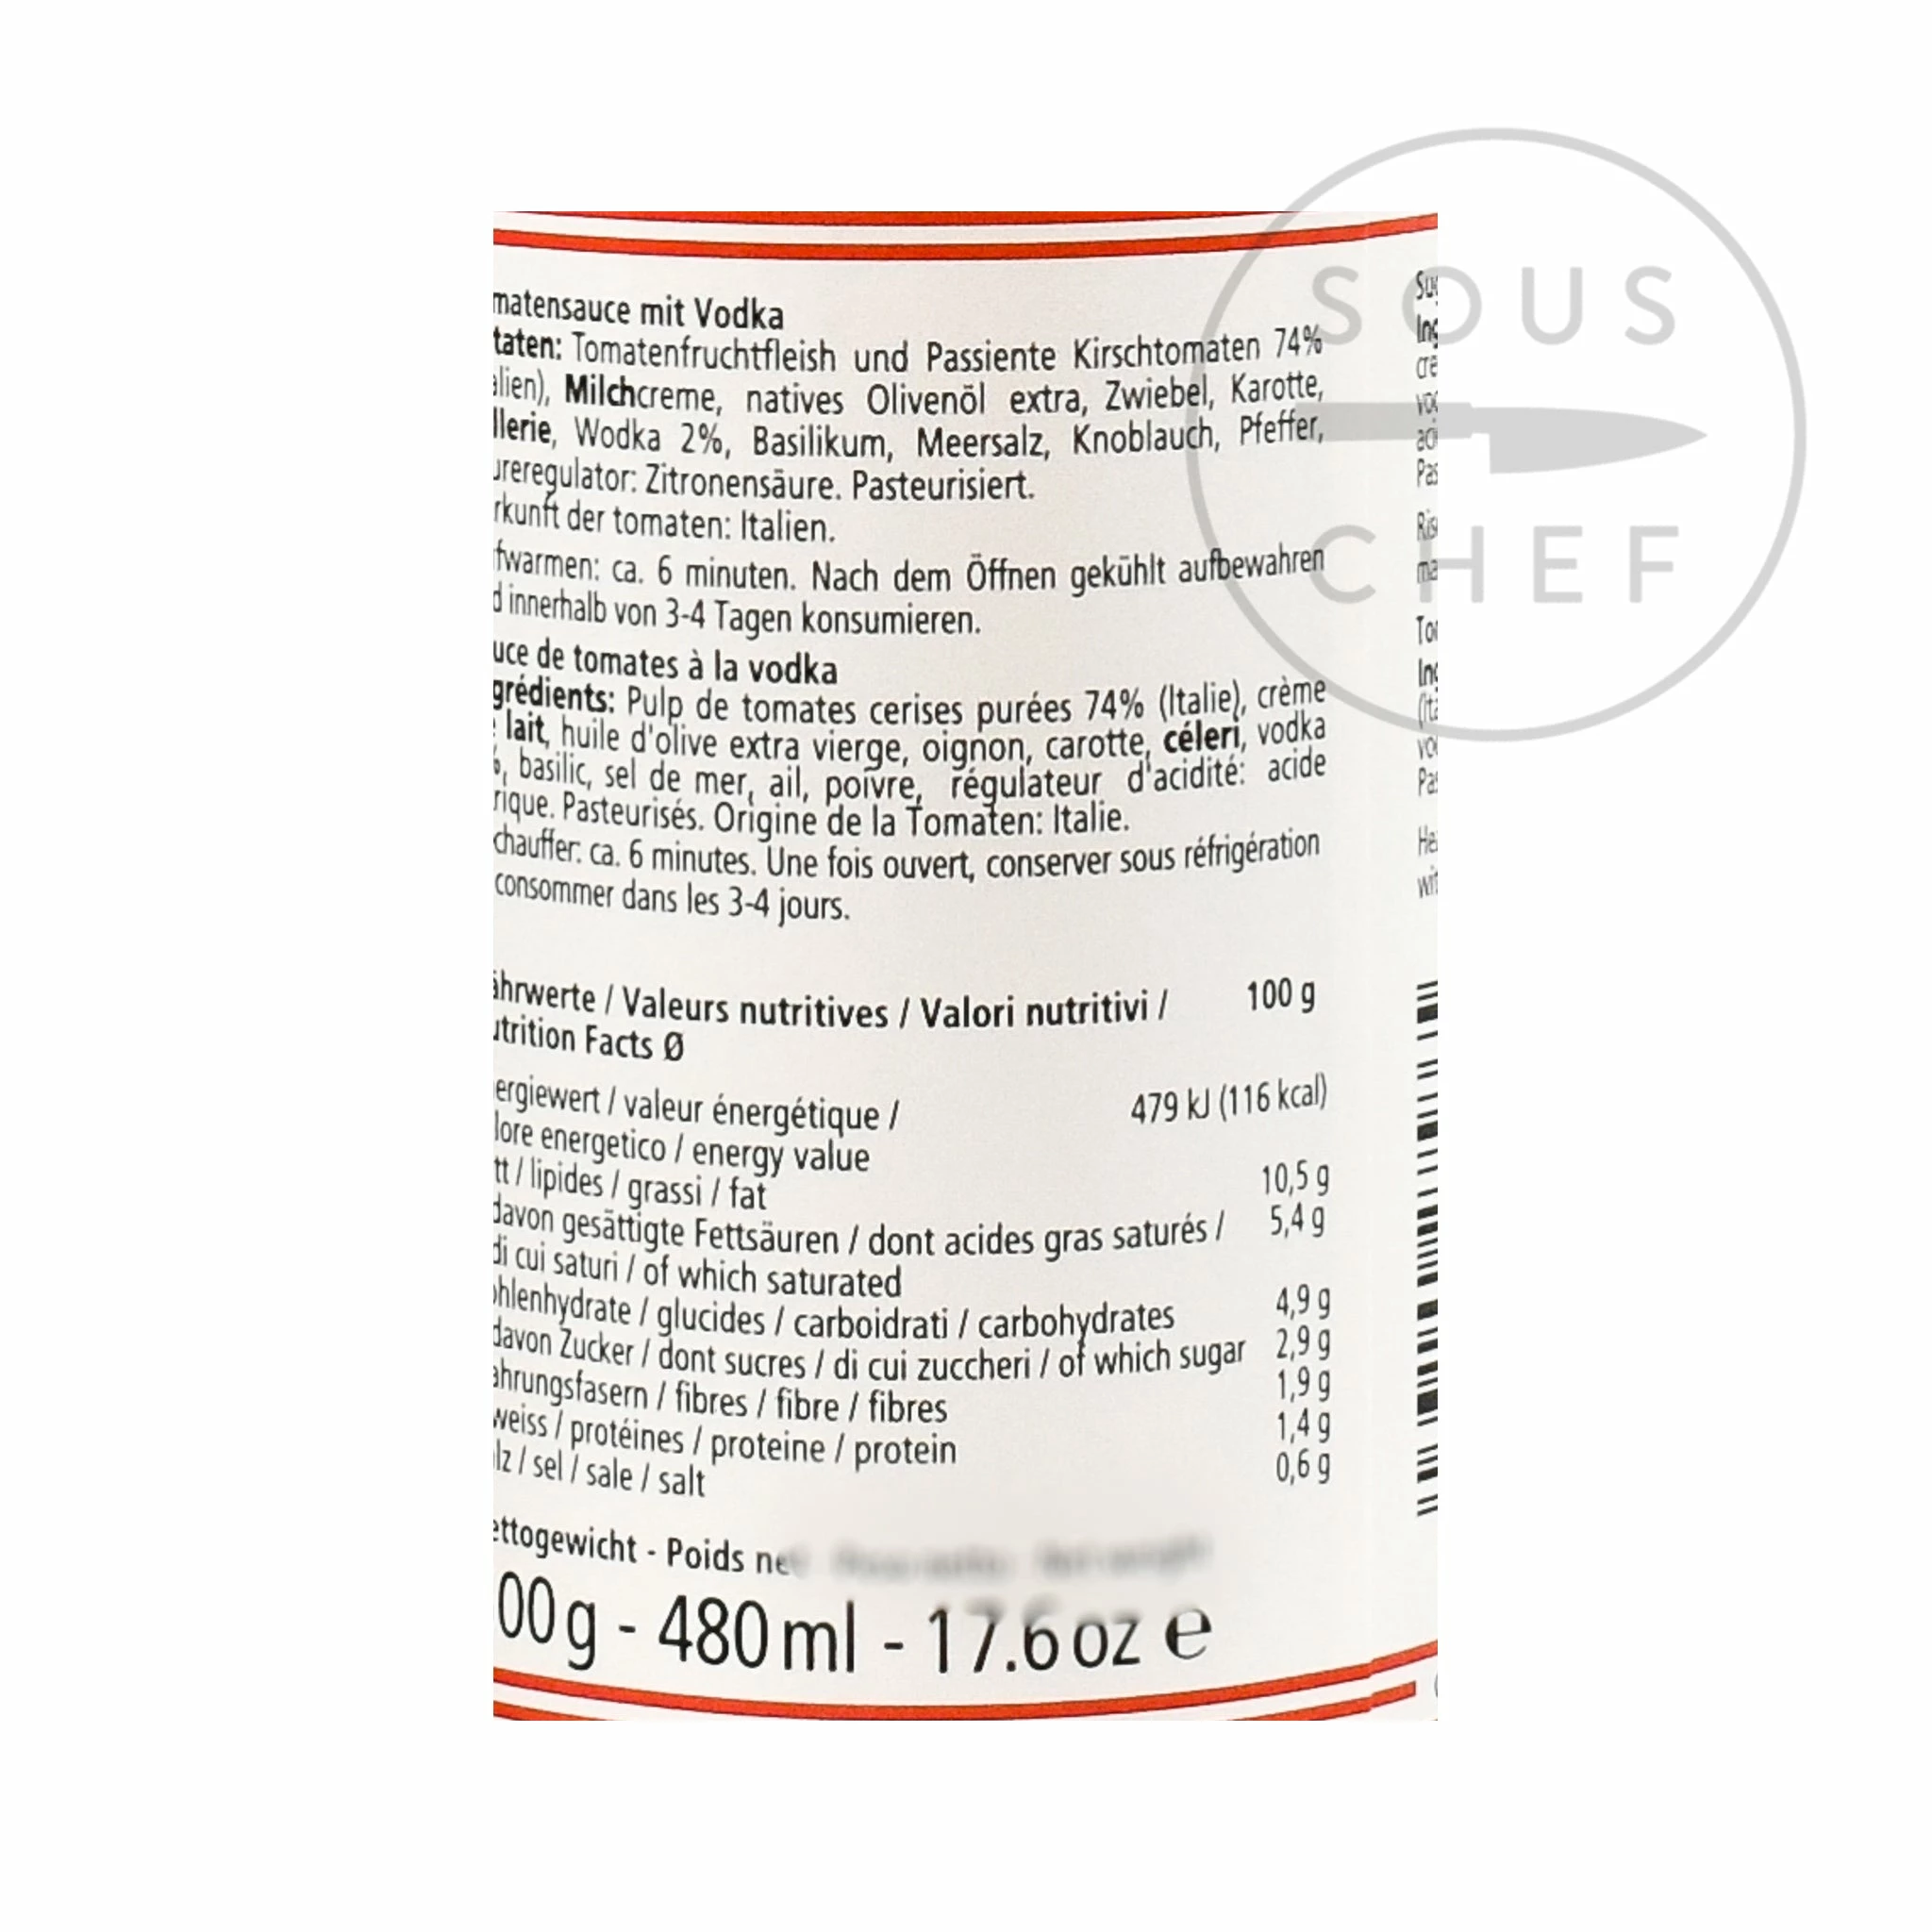 matensauce mit Vodka
taten: Tomatenfruchtfleish und Passiente Kirschtomaten 74%
alien), Milchcreme, natives Olivenöl extra, Zwiebel, Karotte,
llerie, Wodka 2%, Basilikum, Meersalz, Knoblauch, Pfeffer,
ureregulator: Zitronensäure. Pasteurisiert.
rkunft der tomaten: Italien.
fwarmen: ca. 6 minuten. Nach dem Öffnen gekühlt aufbewahren
d innerhalb von 3-4 Tagen konsumieren.
uce de tomates à la vodka
grédients: Pulp de tomates cerises purées 74% (Italie), crème
lait, huile d'olive extra vierge, oignon, carotte, céleri, vodka
%, basilic, sel de mer, ail, poivre, régulateur d'acidité: acide
rique. Pasteurisés. Origine de la Tomaten: Italie.
chauffer: ca. 6 minutes. Une fois ouvert, conserver sous réfrigération
consommer dans les 3-4 jours.
ährwerte / Valeurs nutritives / Valori nutritivi / 100 g
utrition Facts Ø
ergiewert / valeur énergétique / 479 kJ (116 kcal)
lore energetico / energy value
tt / lipides / grassi / fat 10,5 g
davon gesättigte Fettsäuren / dont acides gras saturés / 5,4 g
di cui saturi / of which saturated
ohlenhydrate / glucides / carboidrati / carbohydrates 4,9 g
davon Zucker / dont sucres / di cui zuccheri / of which sugar 2,9 g
ahrungsfasern / fibres / fibre / fibres 1,9 g
weiss / protéines / proteine / protein 1,4 g
lz / sel / sale / salt 0,6 g
ettogewicht - Poids net
00g - 480ml - 17.6oz e
SOUS
CHEF